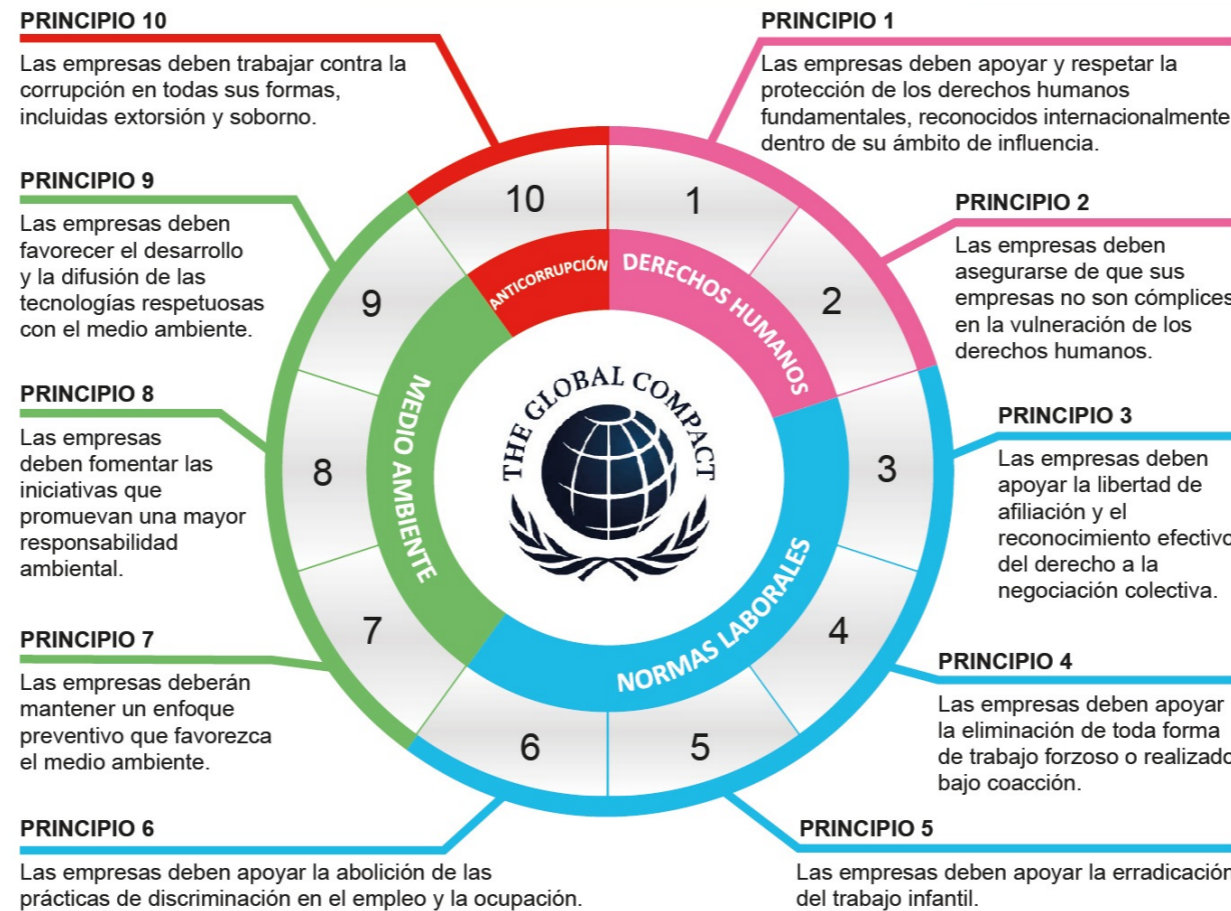 PRINCIPIO 10
Las empresas deben trabajar contra la
corrupción en todas sus formas,
incluidas extorsión y soborno.
PRINCIPIO 1
Las empresas deben apoyar y respetar la
protección de los derechos humanos
fundamentales, reconocidos internacionalmente
dentro de su ámbito de influencia.
PRINCIPIO 9
Las empresas deben
favorecer el desarrollo
y la difusión de las
tecnologías respetuosas
con el medio ambiente.
PRINCIPIO 2
Las empresas deben
asegurarse de que sus
empresas no son cómplices
en la vulneración de los
derechos humanos.
PRINCIPIO 8
Las empresas
deben fomentar las
iniciativas que
promuevan una mayor
responsabilidad
ambiental.
PRINCIPIO 3
Las empresas deben
apoyar la libertad de
afiliación y el
reconocimiento efectivo
del derecho a la
negociación colectiva.
PRINCIPIO 7
Las empresas deberán
mantener un enfoque
preventivo que favorezca
el medio ambiente.
PRINCIPIO 4
Las empresas deben apoyar
la eliminación de toda forma
de trabajo forzoso o realizado
bajo coacción.
PRINCIPIO 6
Las empresas deben apoyar la abolición de las
prácticas de discriminación en el empleo y la ocupación.
PRINCIPIO 5
Las empresas deben apoyar la erradicación
del trabajo infantil.
10
1
2
3
4
5
6
7
8
9
ANTICORRUPCIÓN
DERECHOS HUMANOS
NORMAS LABORALES
MEDIO AMBIENTE
THE GLOBAL COMPACT